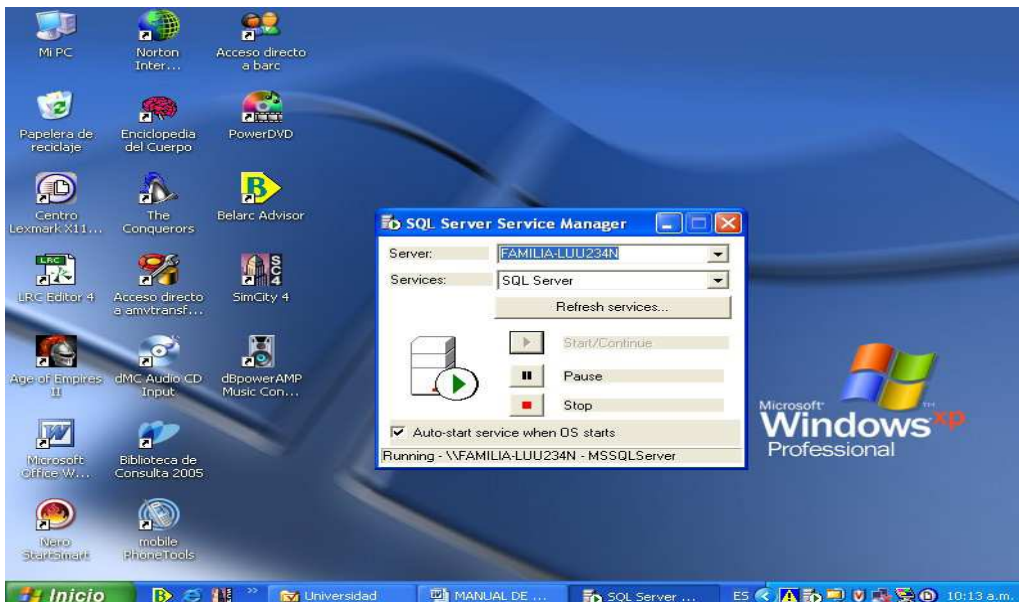 Mi PC
Norton
Inter...
Acceso directo
a barc
Papelera de
reciclaje
Enciclopedia
del Cuerpo
PowerDVD
Centro
Lexmark X11...
The
Conquerors
Belarc Advisor
LRC Editor 4
Acceso directo
a amvtransf...
SimCity 4
Age of Empires
II
dMC Audio CD
Input
dBpowerAMP
Music Con...
Microsoft
Office W...
Biblioteca de
Consulta 2005
Nero
StartSmart
mobile
PhoneTools
SQL Server Service Manager
Server: FAMILIA-LUU234N
Services: SQL Server
Refresh services...
Start/Continue
Pause
Stop
Auto-start service when OS starts
Running - \\FAMILIA-LUU234N - MSSQLServer
Microsoft
Windows xp
Professional
Inicio
Universidad
MANUAL DE ...
SQL Server ...
ES
10:13 a.m.